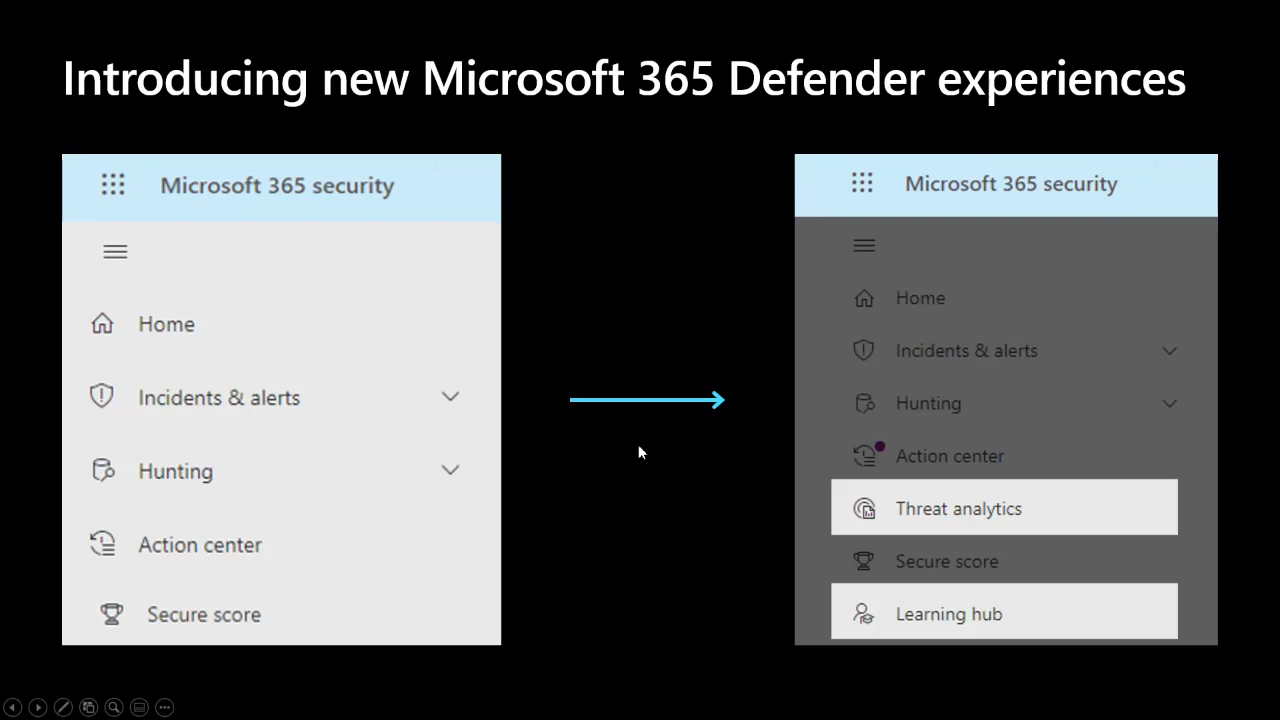 Introducing new Microsoft 365 Defender experiences
Microsoft 365 security
Home
Incidents & alerts
Hunting
Action center
Secure score
Microsoft 365 security
Home
Incidents & alerts
Hunting
Action center
Threat analytics
Secure score
Learning hub